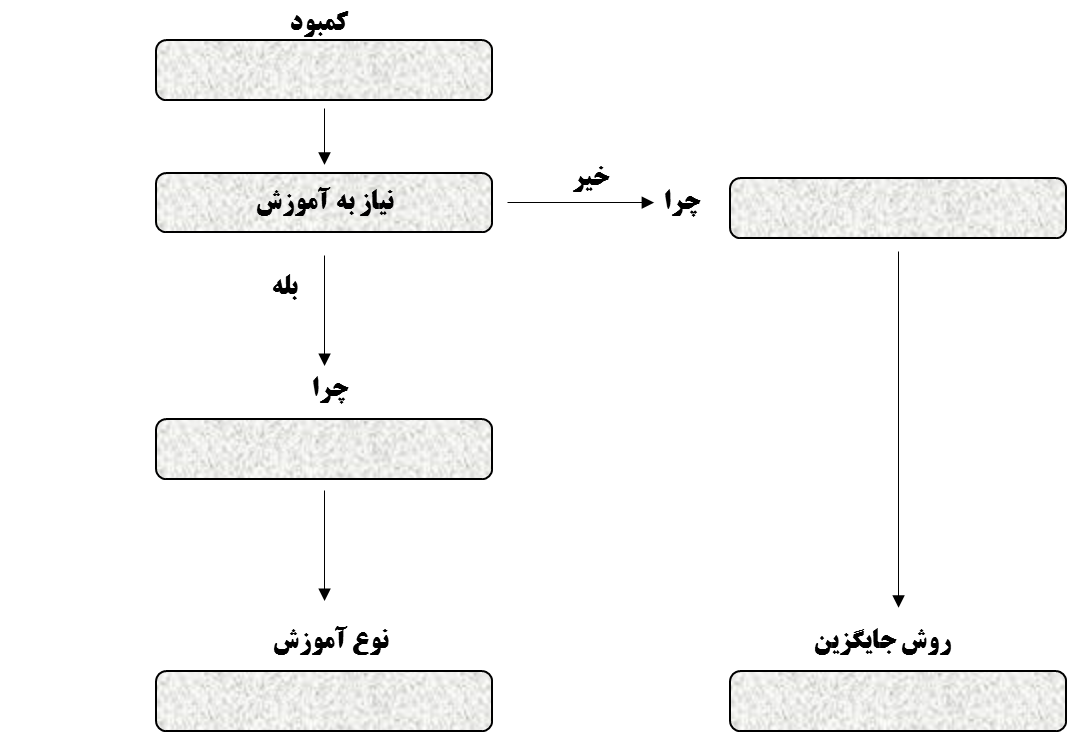 کمبود
نیاز به آموزش
خیر
چرا
بله
چرا
نوع آموزش
روش جایگزین